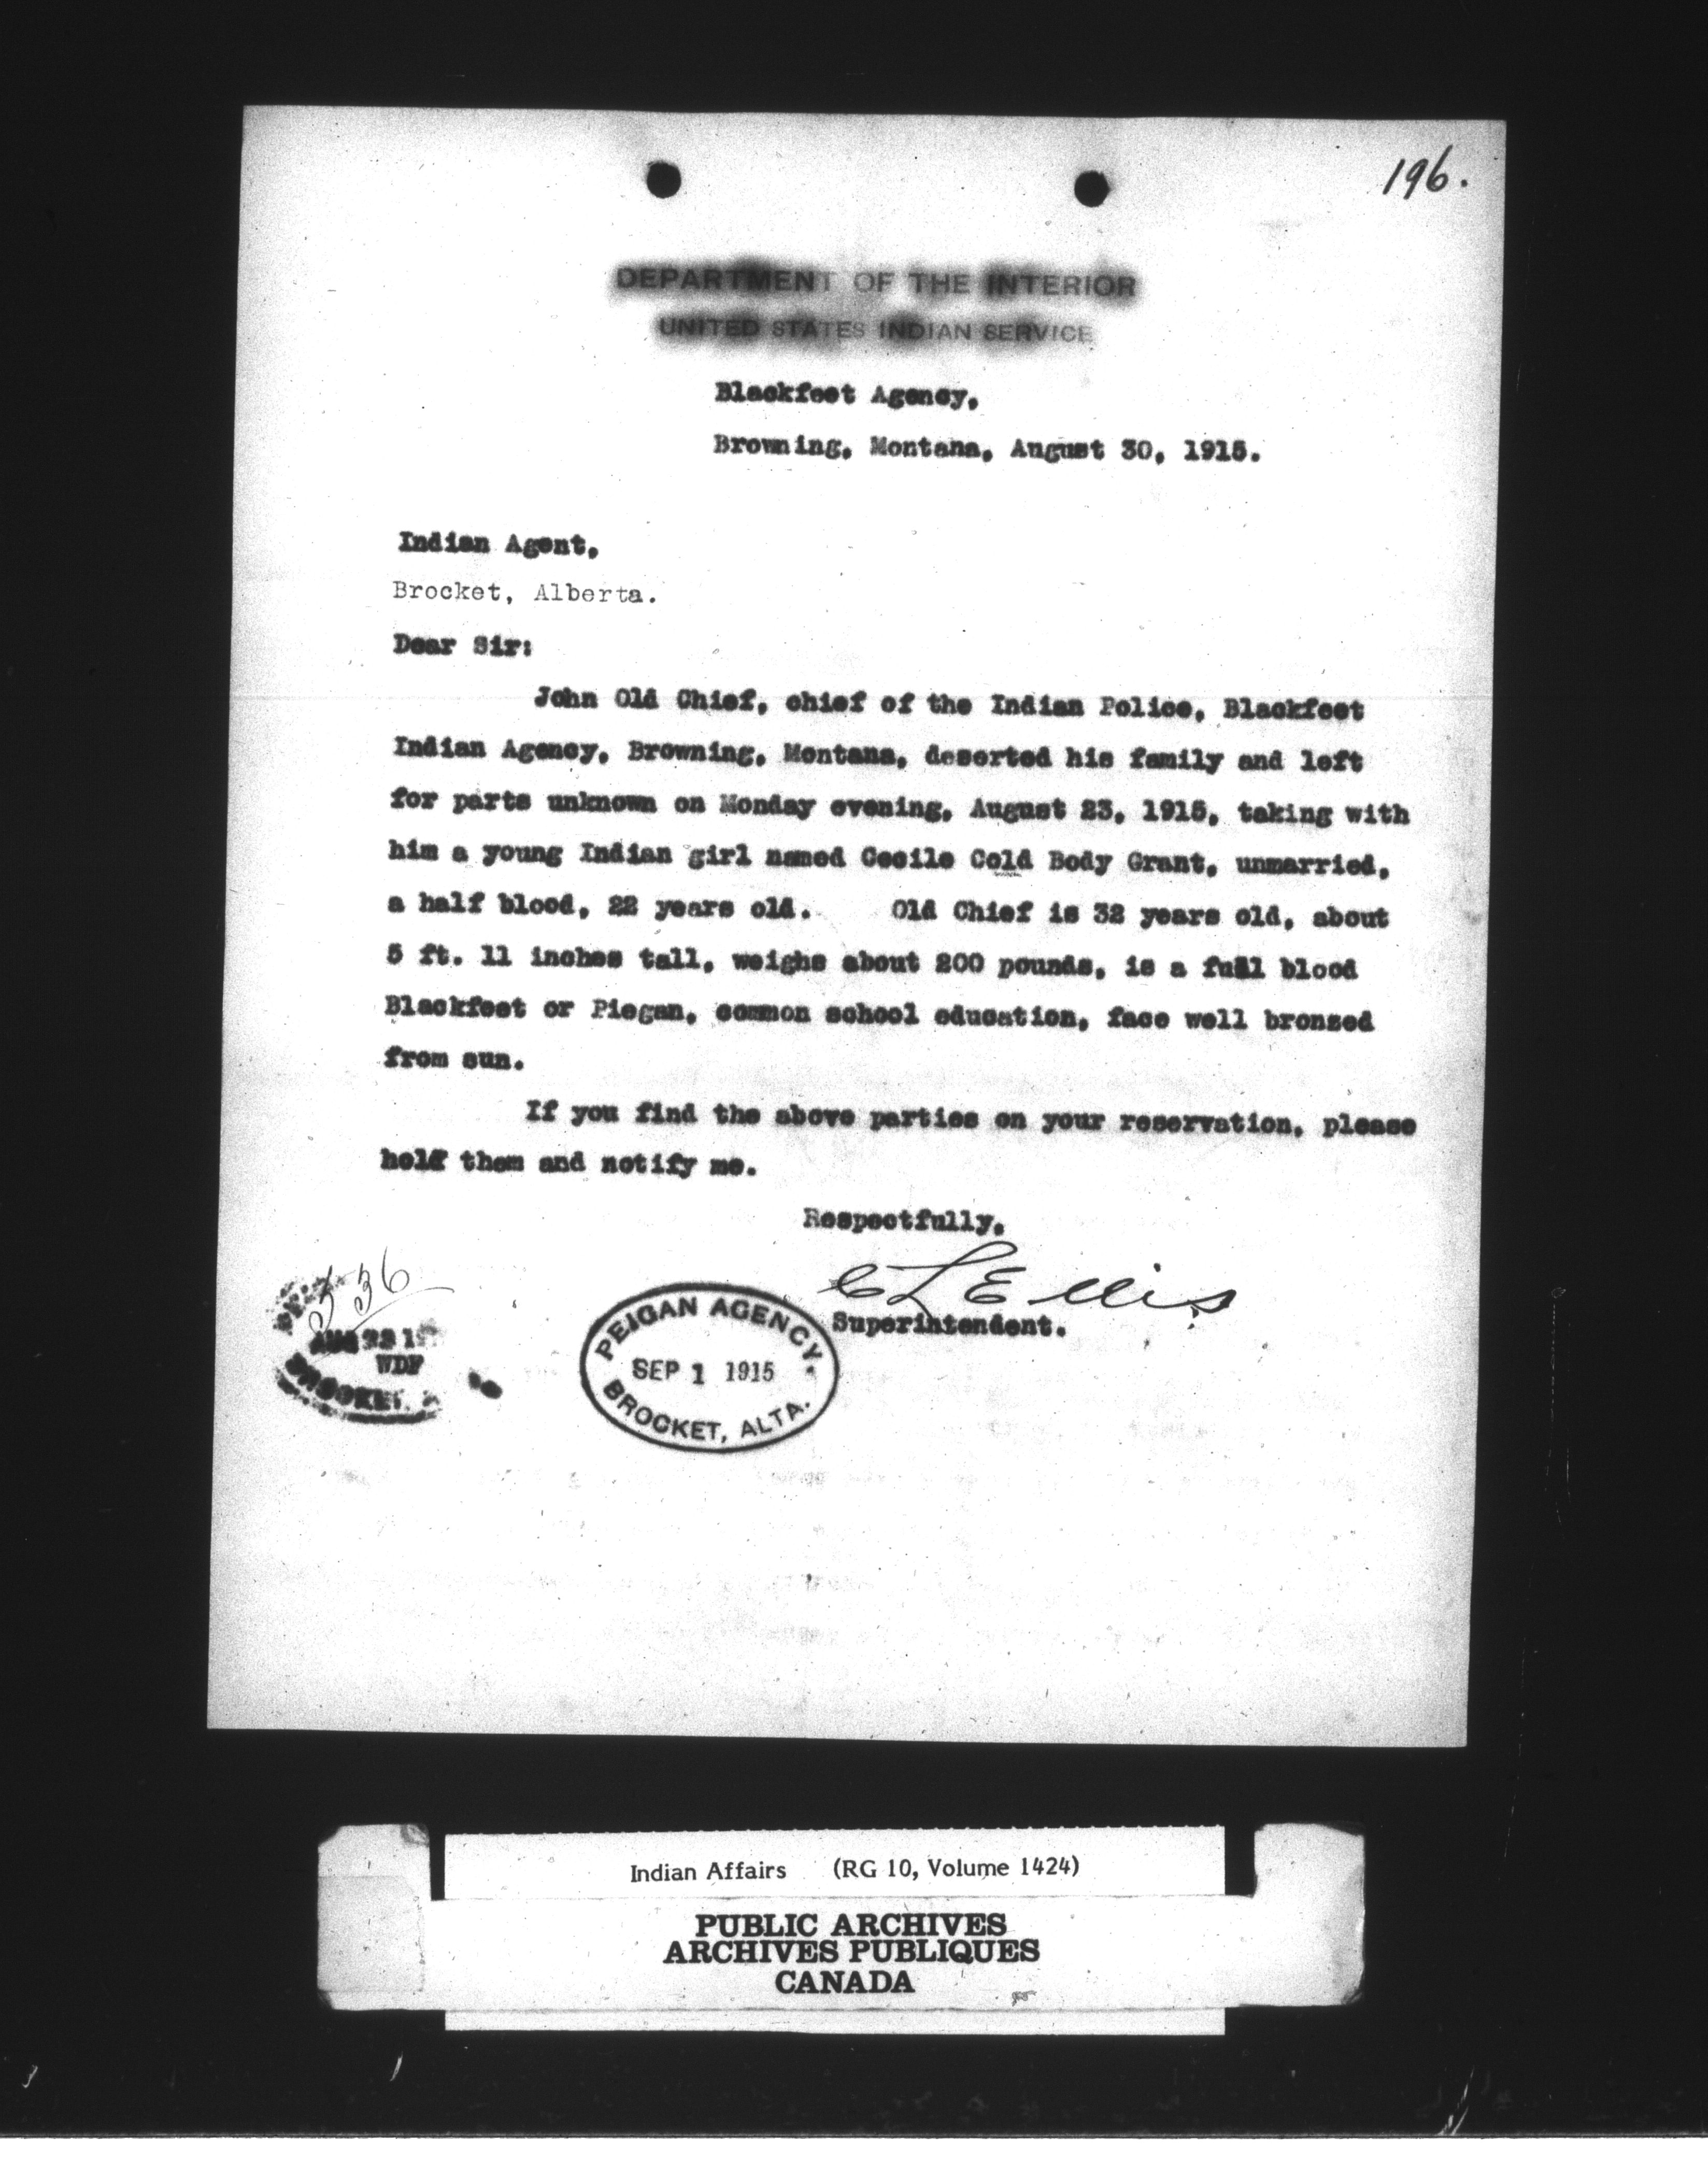 196.
DEPARTMENT OF THE INTERIOR
UNITED STATES INDIAN SERVICE
Blackfeet Agency,
Browning, Montana, August 30, 1915.
Indian Agent,
Brocket, Alberta.
Dear Sir:
John Old Chief, chief of the Indian Police, Blackfeet
Indian Agency, Browning, Montana, deserted his family and left
for parts unknown on Monday evening, August 23, 1915, taking with
him a young Indian girl named Cecile Cold Body Grant, unmarried,
a half blood, 22 years old. Old Chief is 32 years old, about
5 ft. 11 inches tall, weighs about 200 pounds, is a full blood
Blackfeet or Piegan, common school education, face well bronzed
from sun.
If you find the above parties on your reservation, please
hold them and notify me.
Respectfully,
C L Ellis
Superintendent.
336
AUG
WDF
BROCKET
PEIGAN AGENCY.
SEP 1 1915
BROCKET, ALTA.
Indian Affairs (RG 10, Volume 1424)
PUBLIC ARCHIVES
ARCHIVES PUBLIQUES
CANADA